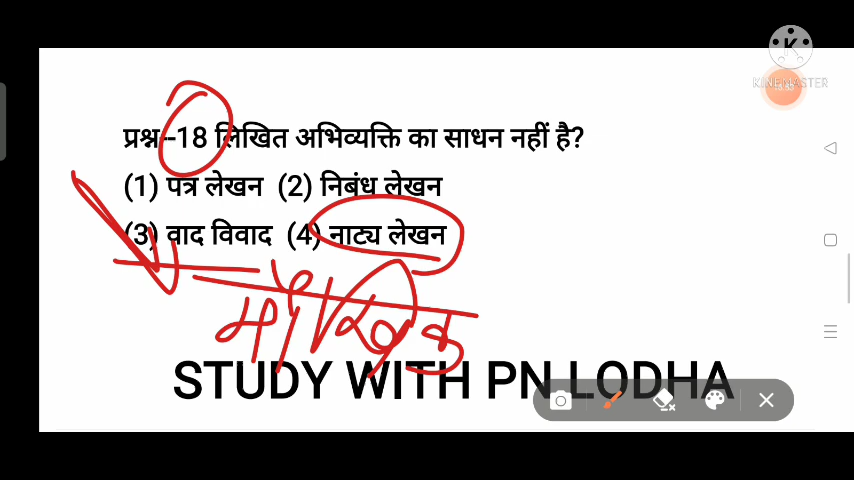 KINEMASTER
प्रश्न--18 लिखित अभिव्यक्ति का साधन नहीं है?
(1) पत्र लेखन (2) निबंध लेखन
(3) वाद विवाद (4) नाट्य लेखन
मौखिक
STUDY WITH PN LODHA